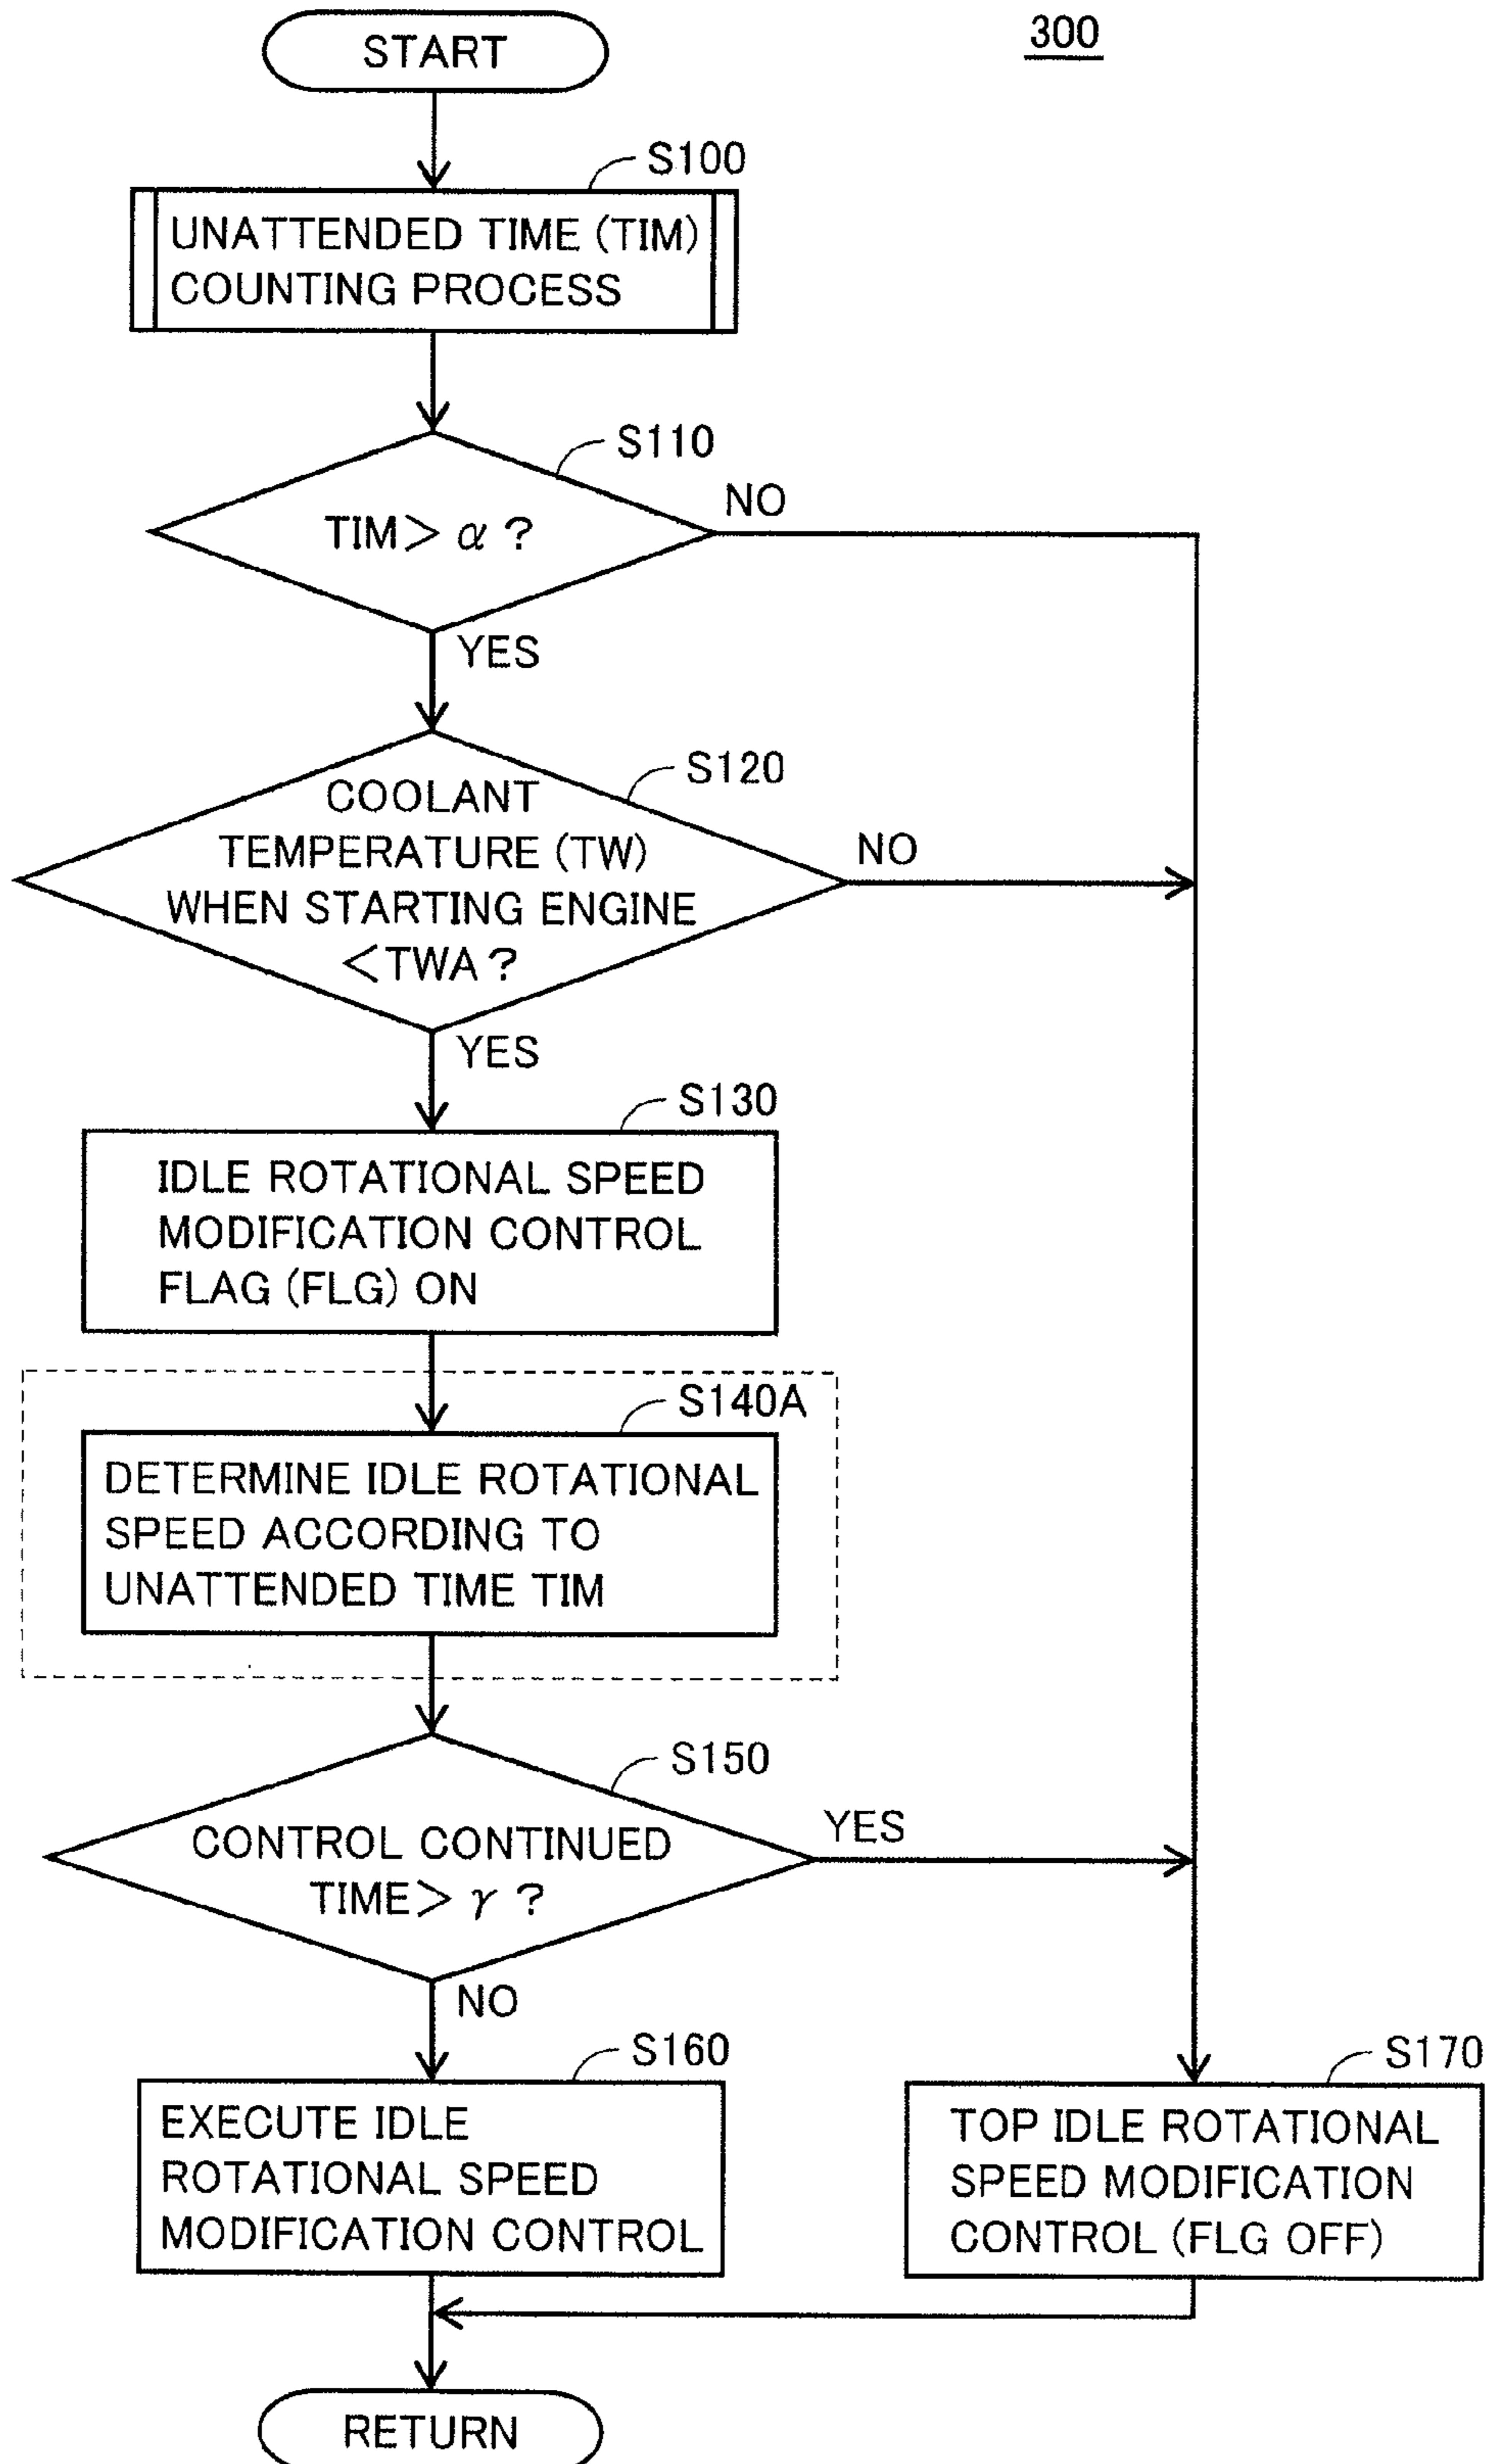 300
START
S100
UNATTENDED TIME (TIM)
COUNTING PROCESS
S110
TIM> α ?
NO
YES
S120
COOLANT
TEMPERATURE (TW)
WHEN STARTING ENGINE
<TWA ?
NO
YES
S130
IDLE ROTATIONAL SPEED
MODIFICATION CONTROL
FLAG (FLG) ON
S140A
DETERMINE IDLE ROTATIONAL
SPEED ACCORDING TO
UNATTENDED TIME TIM
S150
CONTROL CONTINUED
TIME> γ ?
YES
NO
S160
EXECUTE IDLE
ROTATIONAL SPEED
MODIFICATION CONTROL
S170
TOP IDLE ROTATIONAL
SPEED MODIFICATION
CONTROL (FLG OFF)
RETURN